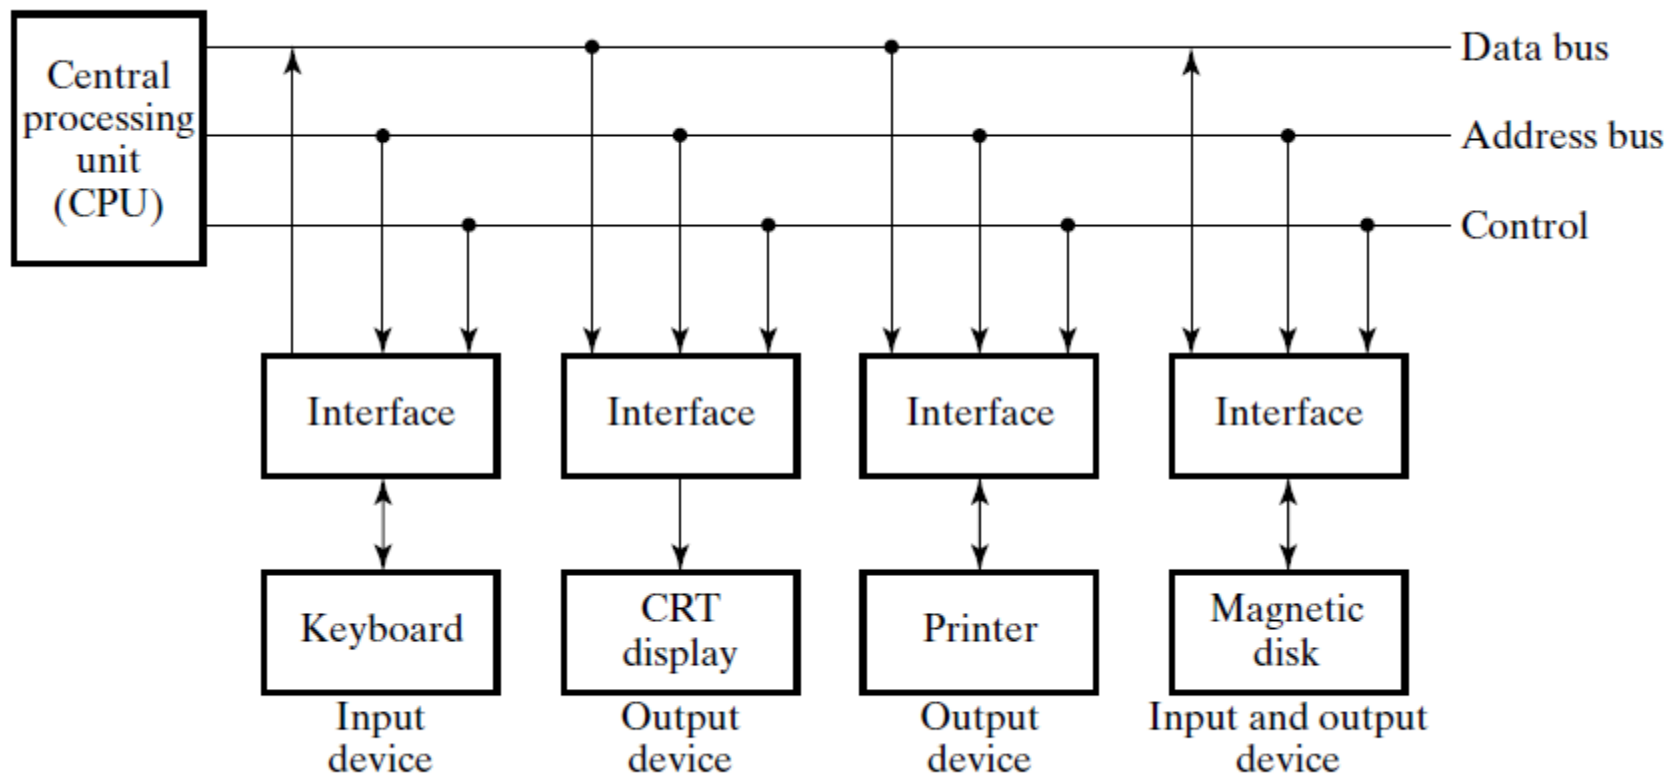 Central
processing
unit
(CPU)
Data bus
Address bus
Control
Interface
Interface
Interface
Interface
Keyboard
CRT
display
Printer
Magnetic
disk
Input
device
Output
device
Output
device
Input and output
device